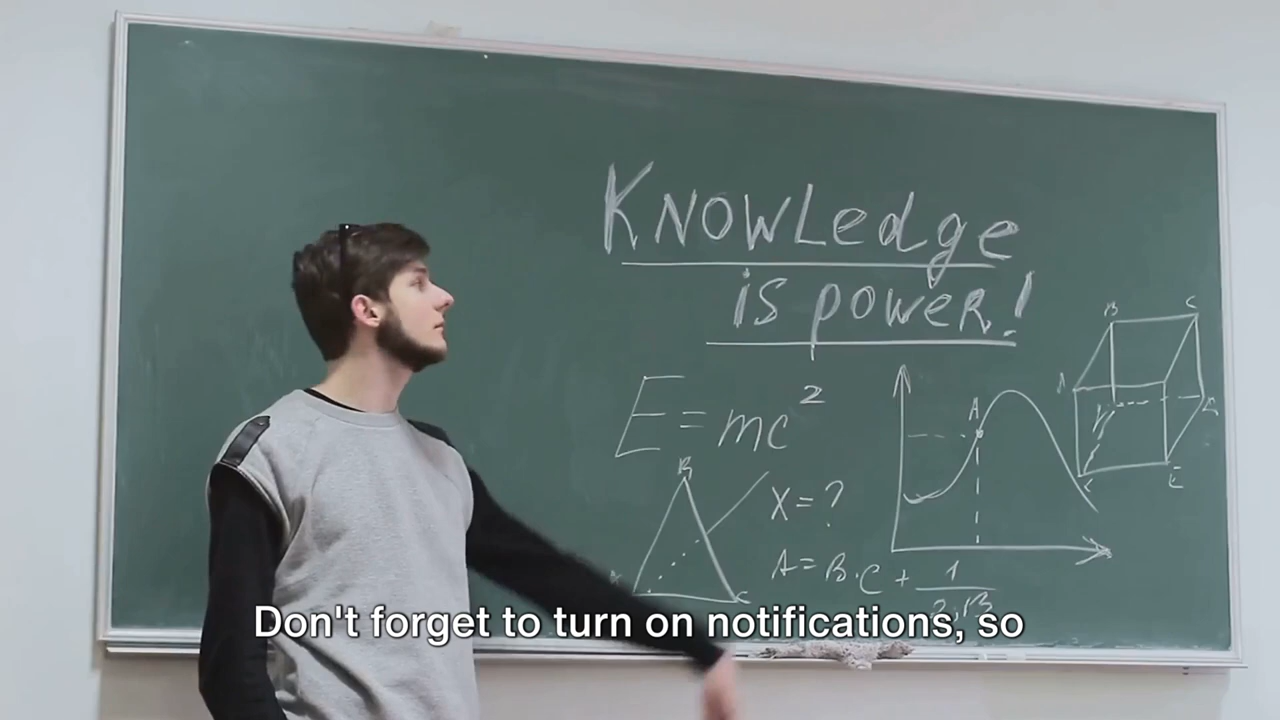 Knowledge
is power!
E = mc²
B
X = ?
A = B · C + 1
C
A
B
C
E
Don't forget to turn on notifications, so